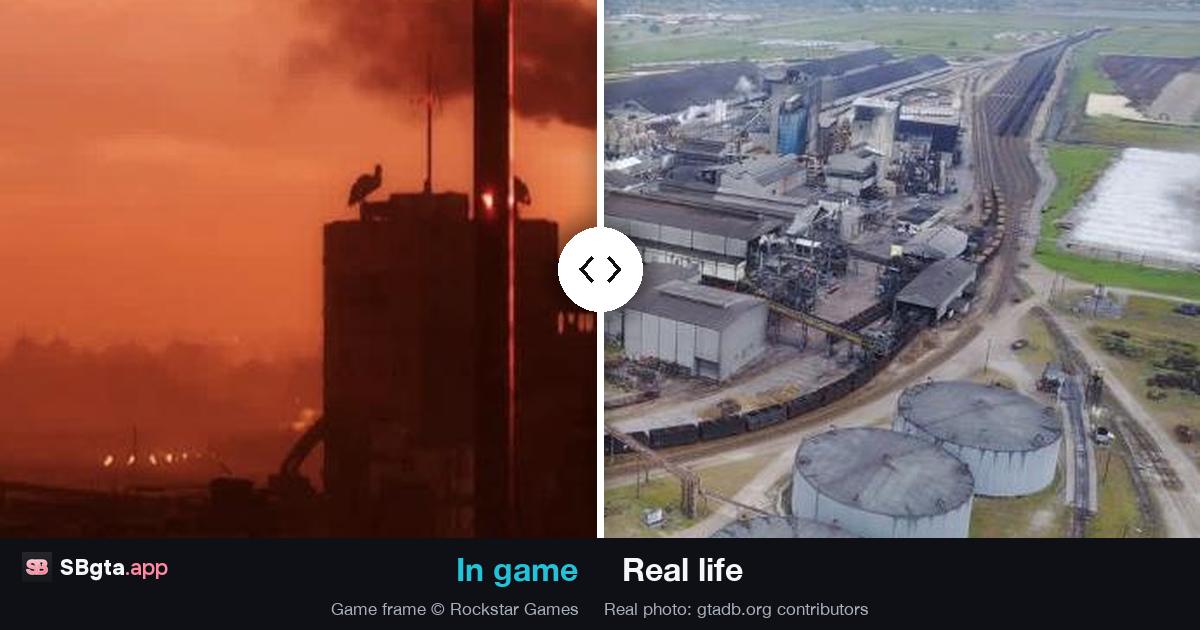 SB SBgta.app
In game
Real life
Game frame © Rockstar Games
Real photo: gtadb.org contributors